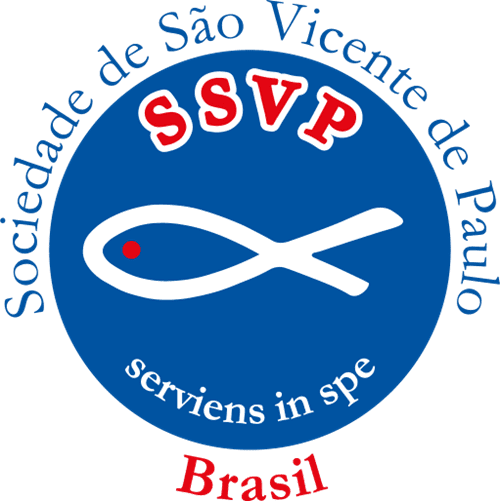 Sociedade de São Vicente de Paulo
SSVP
serviens in spe
Brasil